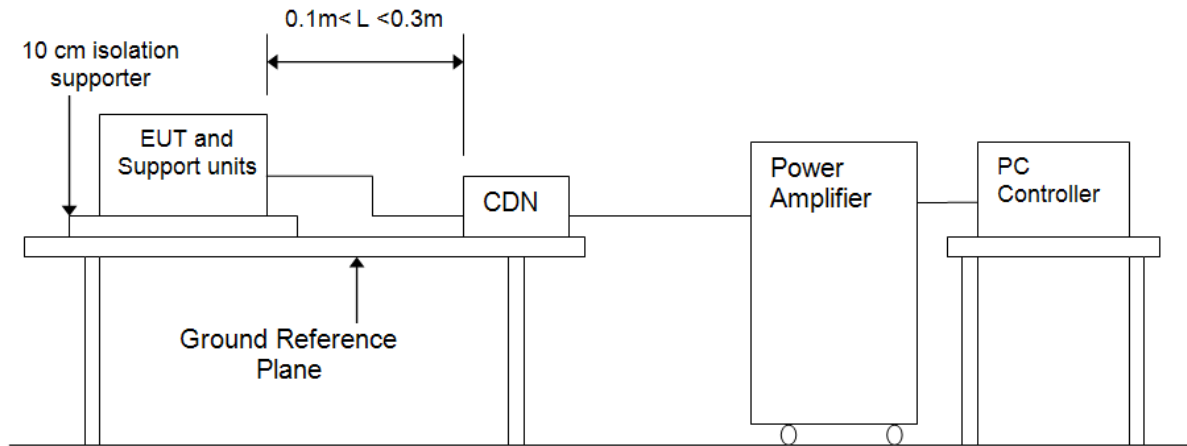 0.1m< L <0.3m
10 cm isolation
supporter
EUT and
Support units
CDN
Power
Amplifier
PC
Controller
Ground Reference
Plane